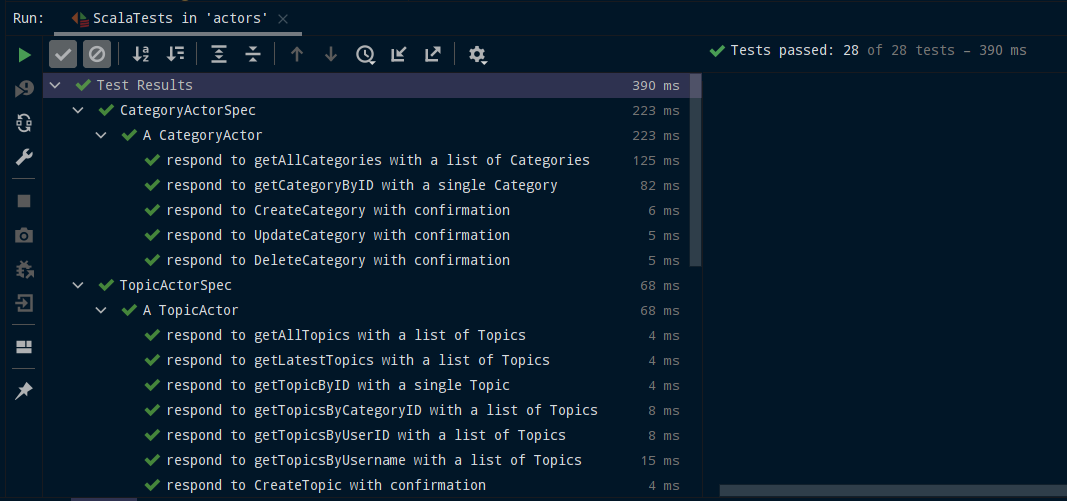 Run: ScalaTests in 'actors'
Tests passed: 28 of 28 tests – 390 ms
Test Results 390 ms
CategoryActorSpec 223 ms
A CategoryActor 223 ms
respond to getAllCategories with a list of Categories 125 ms
respond to getCategoryByID with a single Category 82 ms
respond to CreateCategory with confirmation 6 ms
respond to UpdateCategory with confirmation 5 ms
respond to DeleteCategory with confirmation 5 ms
TopicActorSpec 68 ms
A TopicActor 68 ms
respond to getAllTopics with a list of Topics 4 ms
respond to getLatestTopics with a list of Topics 4 ms
respond to getTopicByID with a single Topic 4 ms
respond to getTopicsByCategoryID with a list of Topics 8 ms
respond to getTopicsByUserID with a list of Topics 8 ms
respond to getTopicsByUsername with a list of Topics 15 ms
respond to CreateTopic with confirmation 4 ms